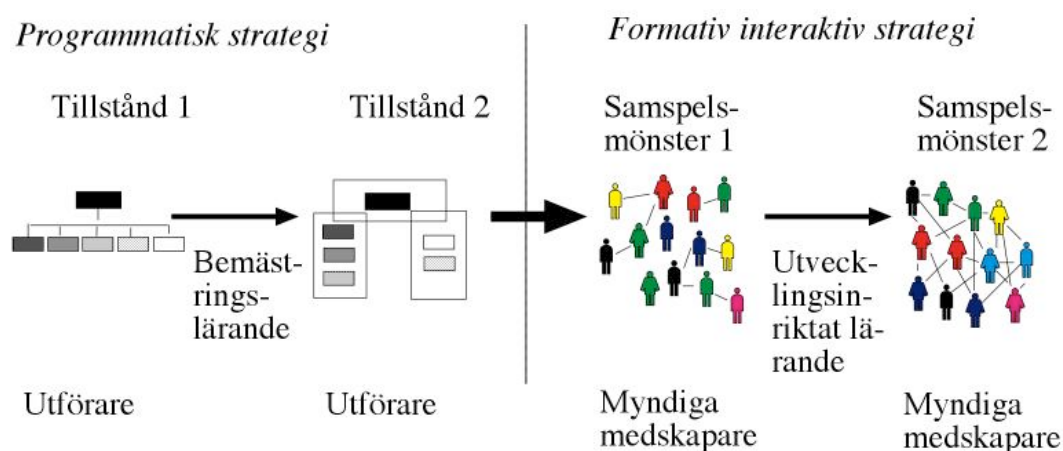 Programmatisk strategi
Formativ interaktiv strategi
Tillstånd 1
Tillstånd 2
Samspels-
mönster 1
Samspels-
mönster 2
Bemäst-
rings-
lärande
Utveck-
lingsin-
riktat lä-
rande
Utförare
Utförare
Myndiga
medskapare
Myndiga
medskapare